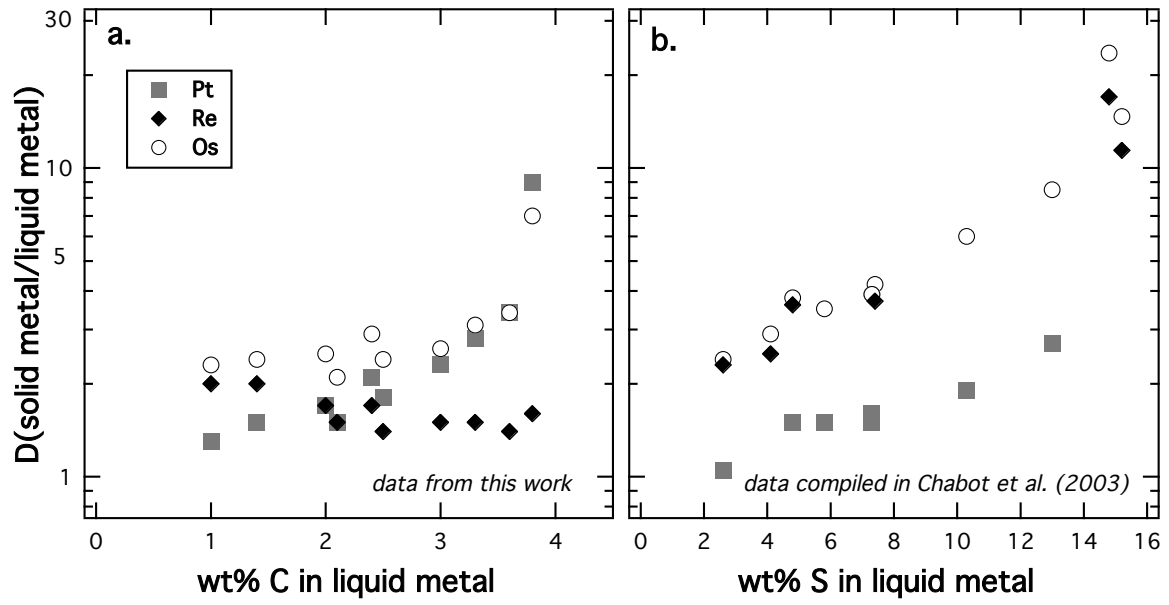 a.
b.
Pt
Re
Os
D(solid metal/liquid metal)
30
10
5
1
data from this work
data compiled in Chabot et al. (2003)
0 1 2 3 4
0 2 4 6 8 10 12 14 16
wt% C in liquid metal
wt% S in liquid metal